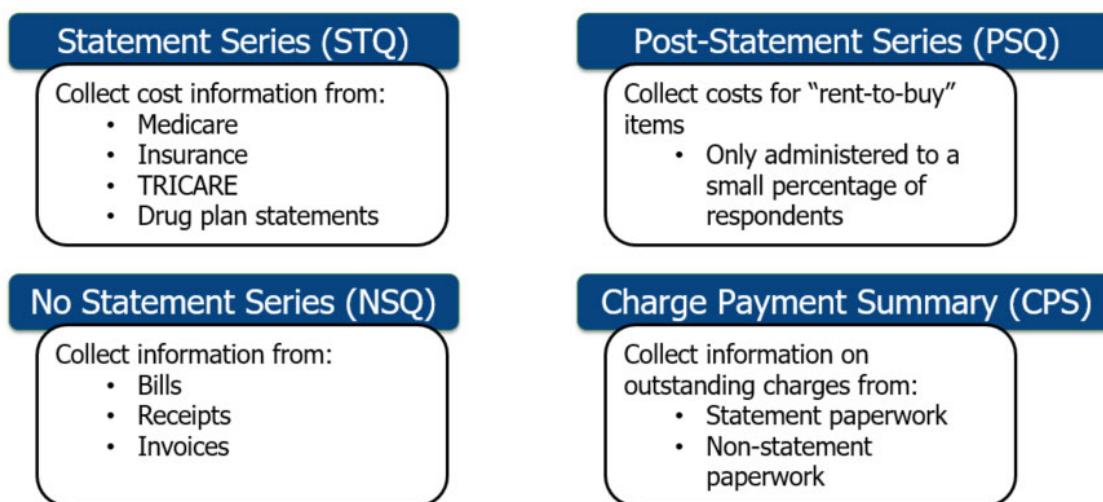 Statement Series (STQ)
Collect cost information from:
• Medicare
• Insurance
• TRICARE
• Drug plan statements
Post-Statement Series (PSQ)
Collect costs for “rent-to-buy”
items
• Only administered to a
small percentage of
respondents
No Statement Series (NSQ)
Collect information from:
• Bills
• Receipts
• Invoices
Charge Payment Summary (CPS)
Collect information on
outstanding charges from:
• Statement paperwork
• Non-statement
paperwork